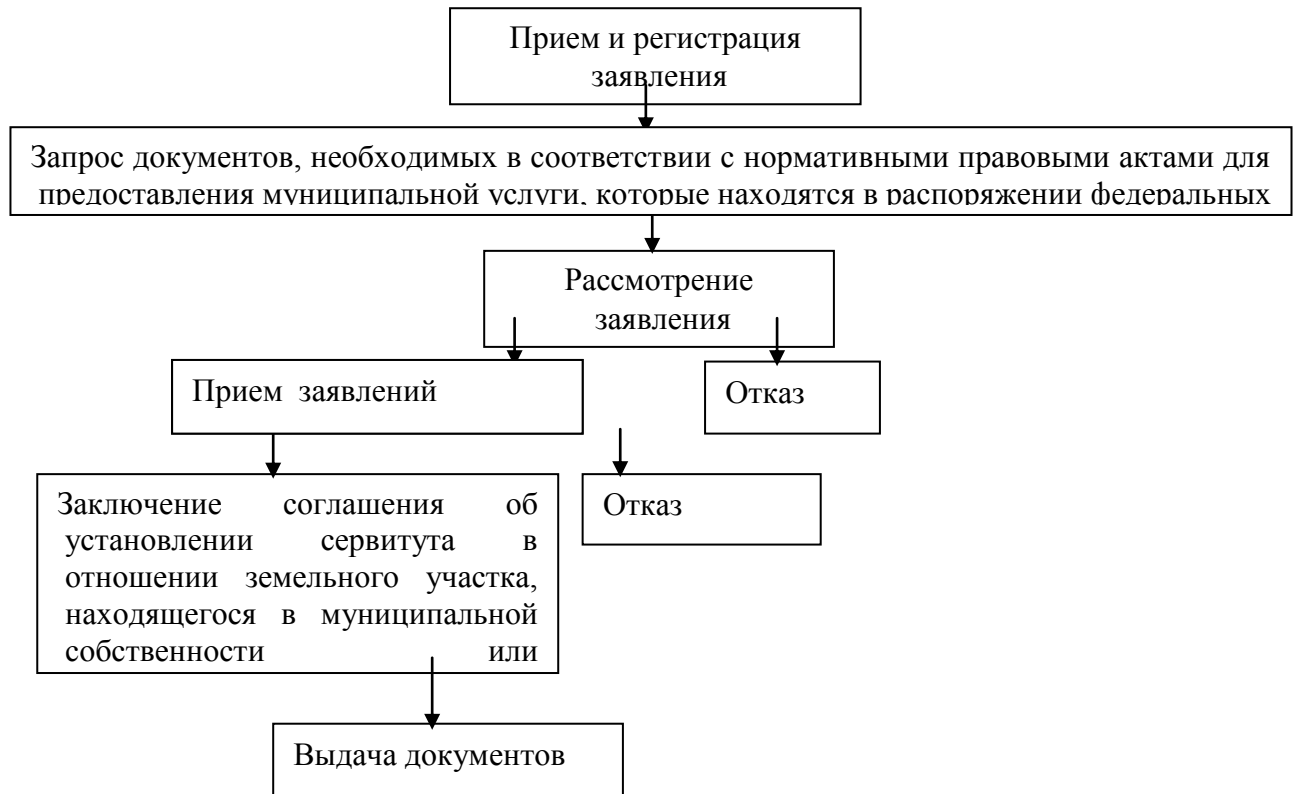 Прием и регистрация
заявления
Запрос документов, необходимых в соответствии с нормативными правовыми актами для
предоставления муниципальной услуги, которые находятся в распоряжении федеральных
Рассмотрение
заявления
Прием заявлений
Отказ
Заключение соглашения об
установлении сервитута в
отношении земельного участка,
находящегося в муниципальной
собственности или
Отказ
Выдача документов